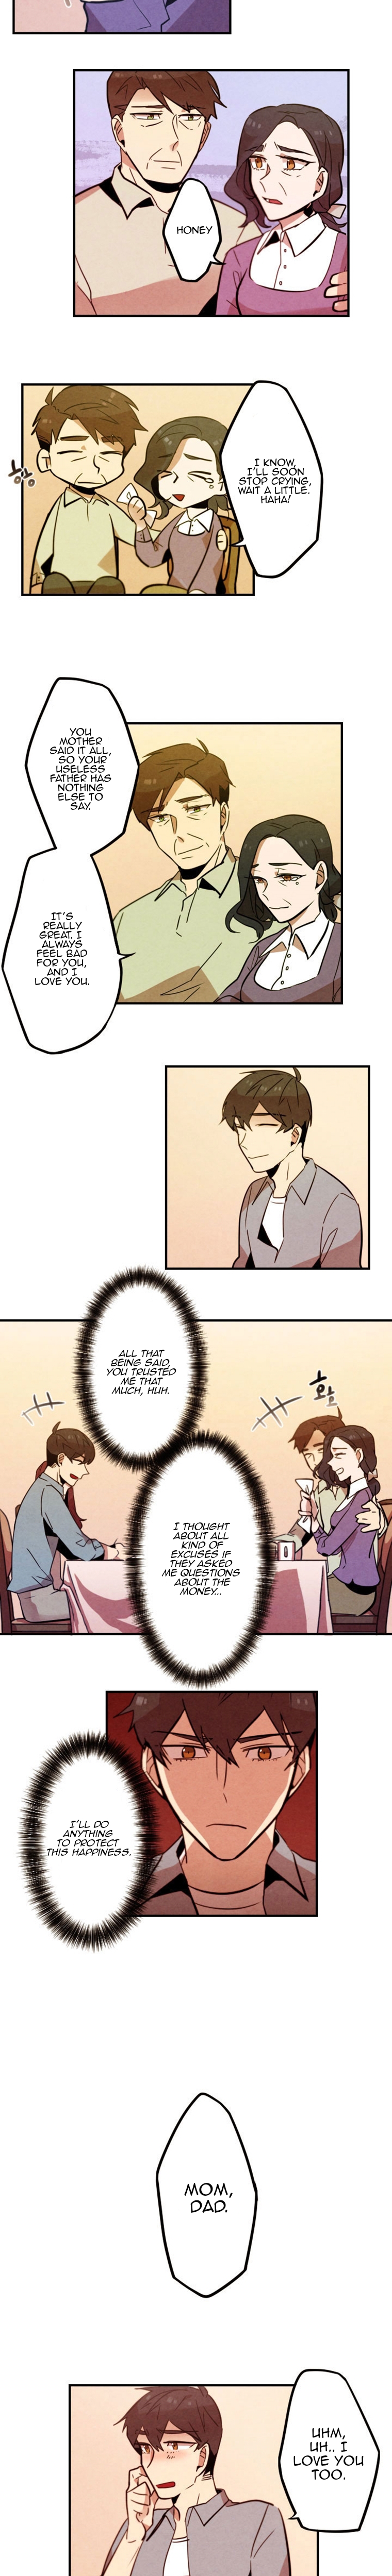 HONEY
I KNOW,
I'LL SOON
STOP CRYING,
WAIT A LITTLE.
HAHA!
YOU
MOTHER
SAID IT ALL,
SO YOUR
USELESS
FATHER HAS
NOTHING
ELSE TO
SAY.
IT'S
REALLY
GREAT. I
ALWAYS
FEEL BAD
FOR YOU,
AND I
LOVE YOU.
ALL THAT
BEING SAID,
YOU TRUSTED
ME THAT
MUCH, HUH.
I THOUGHT
ABOUT ALL
KIND OF
EXCUSES IF
THEY ASKED
ME QUESTIONS
ABOUT THE
MONEY...
I'LL DO
ANYTHING
TO PROTECT
THIS HAPPINESS.
MOM,
DAD.
UHM,
UH.. I
LOVE YOU
TOO.